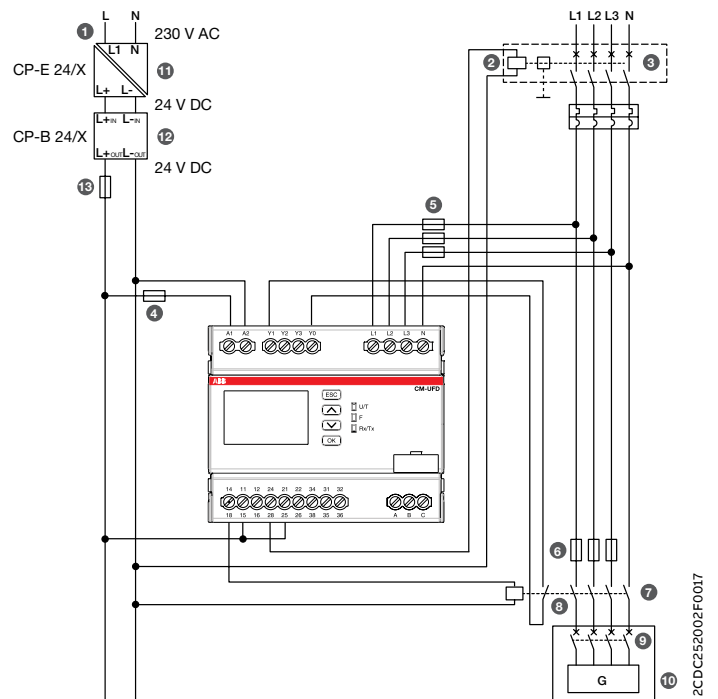 L N
1 230 V AC
L1 N
CP-E 24/X 11
L+ L-
24 V DC
L+IN L-IN
CP-B 24/X 12
L+OUT L-OUT
24 V DC
13
L1 L2 L3 N
2 3
5
4
A1 A2 Y1 Y2 Y3 Y0 L1 L2 L3 N
ABB
CM-UFD
ESC
U/T
F
Rx/Tx
OK
14 11 12 24 21 22 34 31 32
18 15 16 28 25 26 38 35 36 A B C
6
7
8
9
G 10
2CDC252002F0017